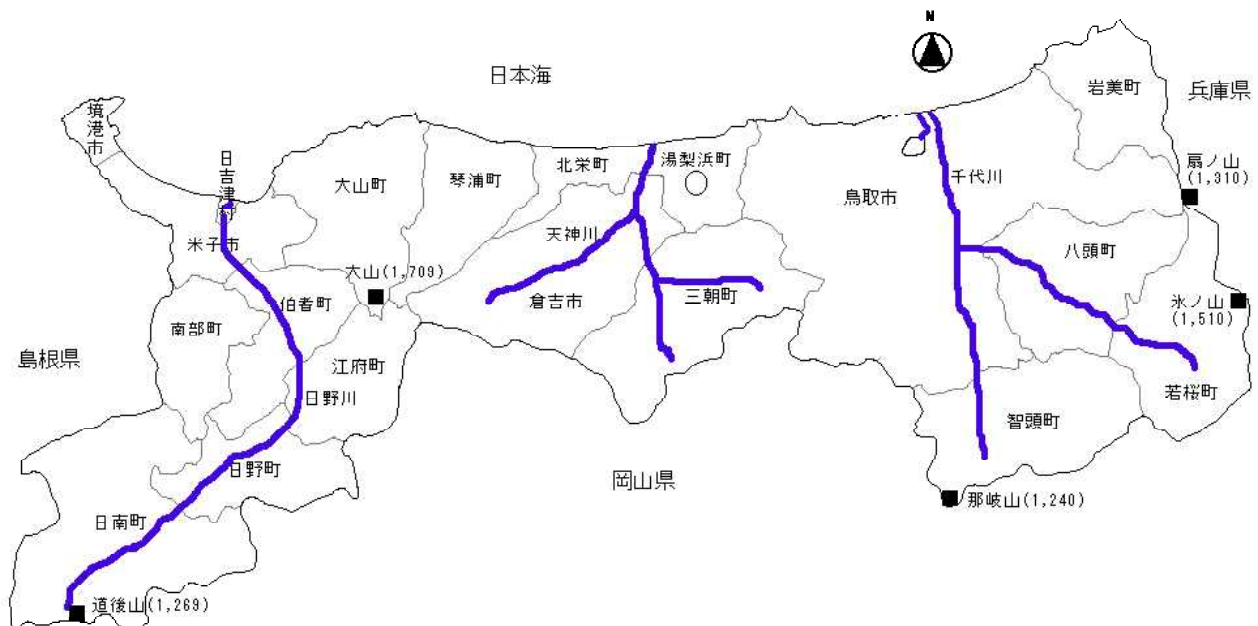 N
日本海
兵庫県
岩美町
境港市
扇ノ山
(1,310)
日吉津村
大山町
琴浦町
北栄町
湯梨浜町
鳥取市
千代川
米子市
天神川
八頭町
大山(1,709)
伯耆町
倉吉市
三朝町
氷ノ山
(1,510)
南部町
島根県
江府町
日野川
若桜町
智頭町
日野町
岡山県
那岐山(1,240)
日南町
道後山(1,269)